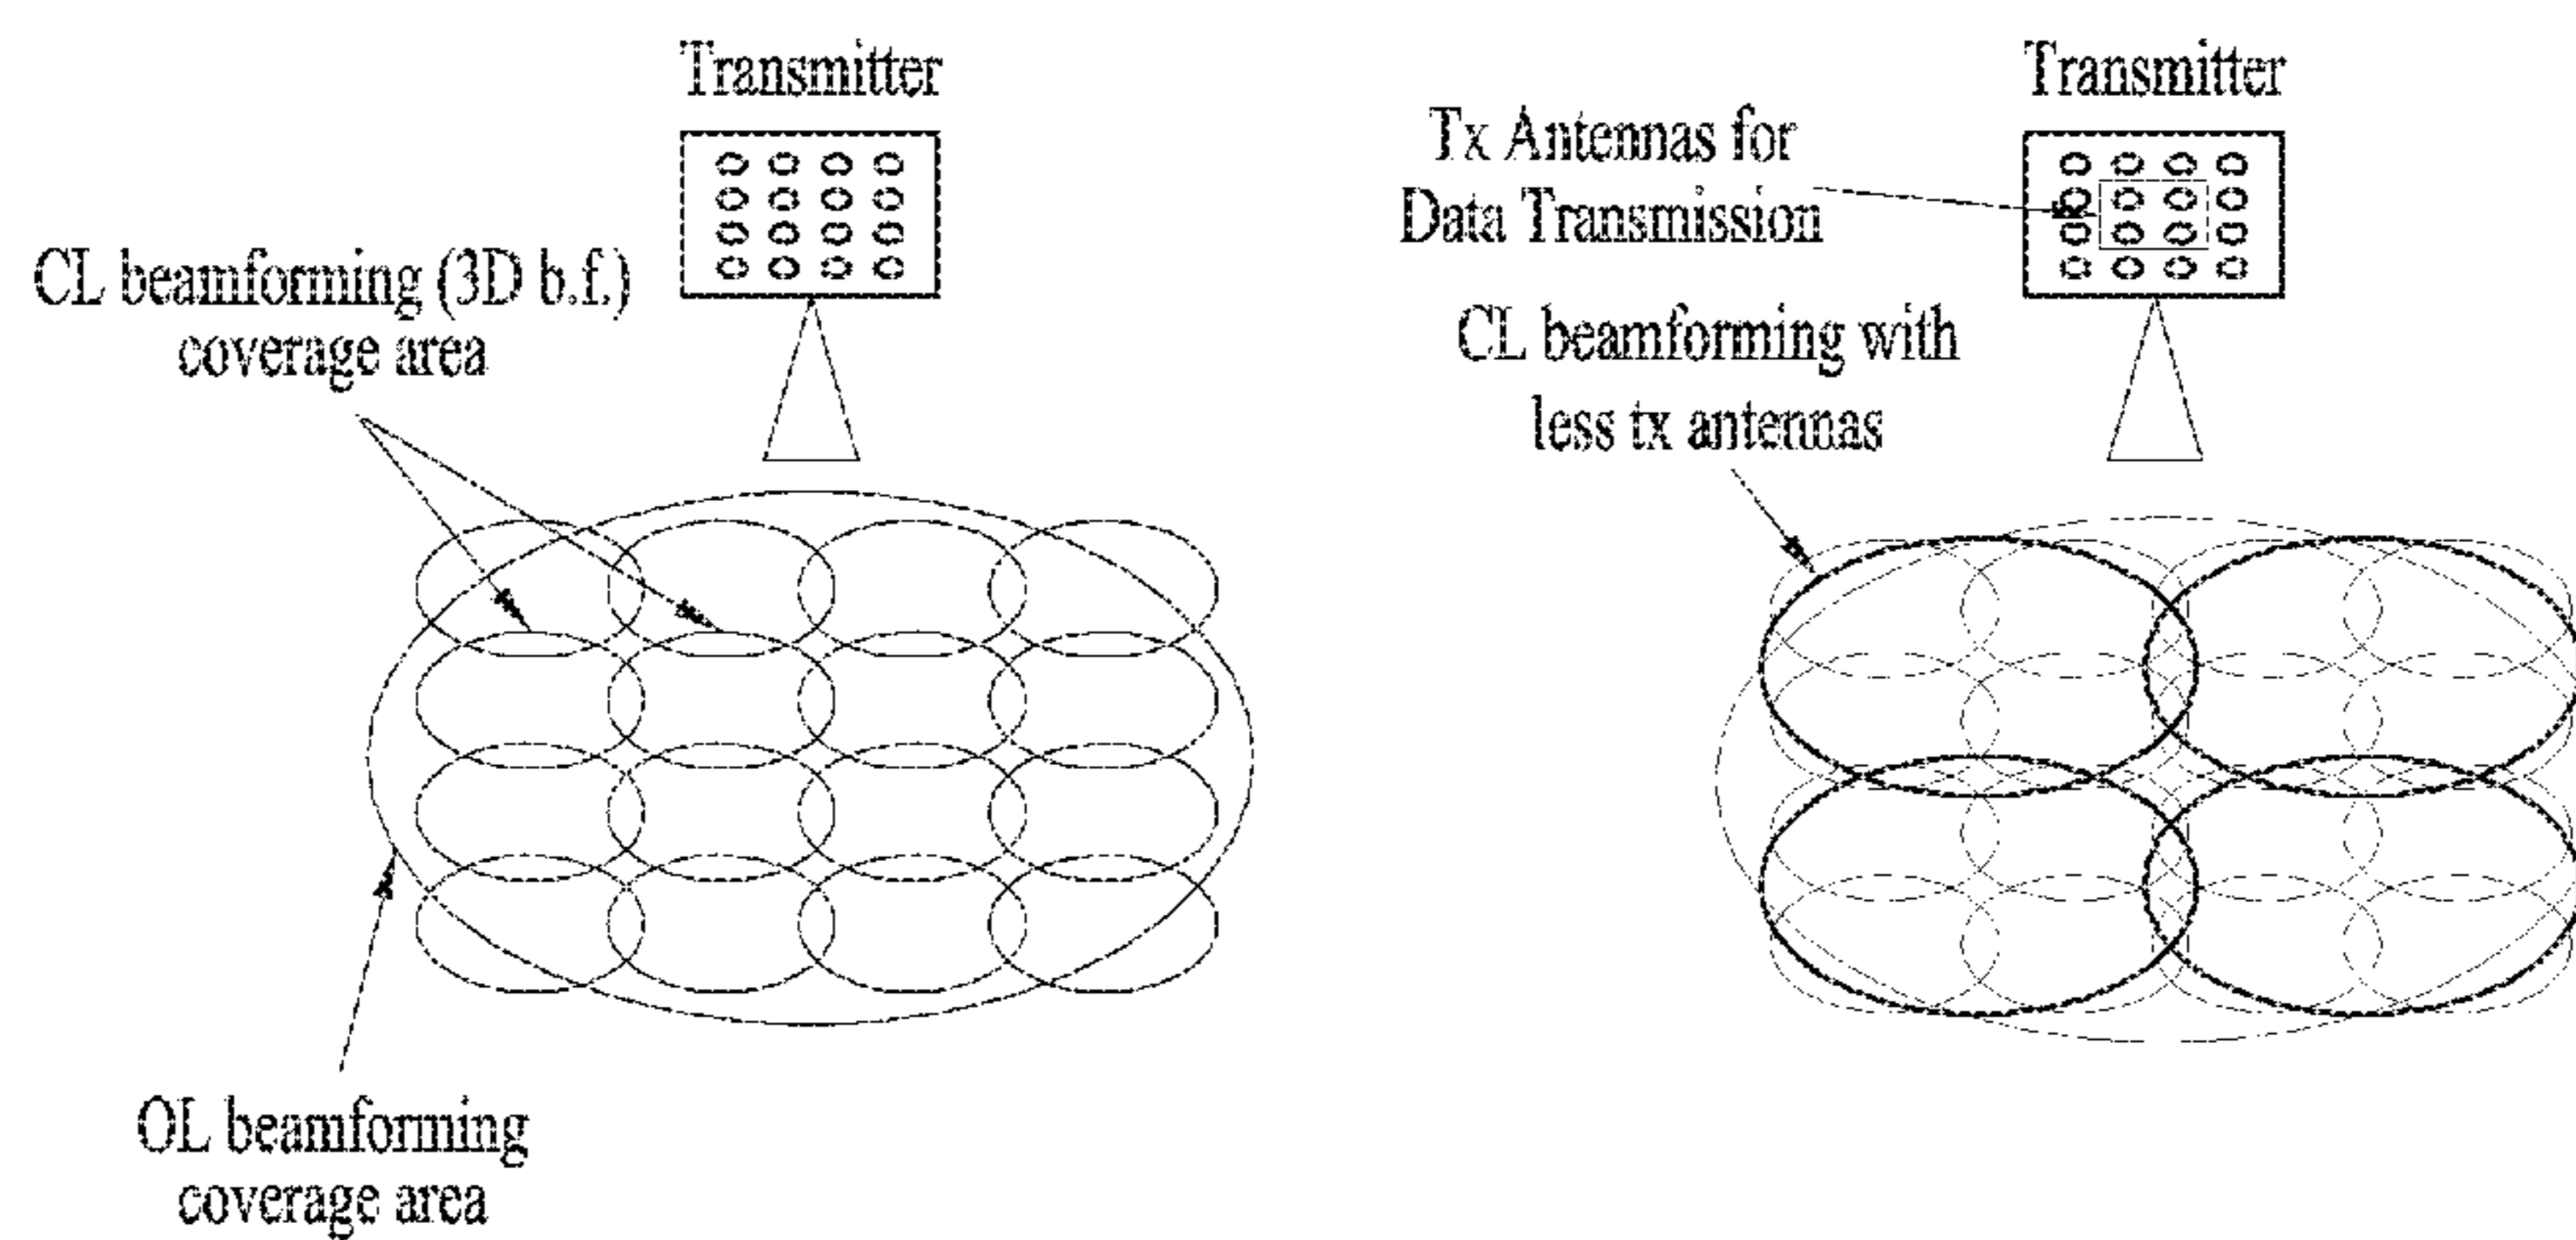 Transmitter
CL beamforming (3D b.f.)
coverage area
OL beamforming
coverage area
Transmitter
Tx Antennas for
Data Transmission
CL beamforming with
less tx antennas